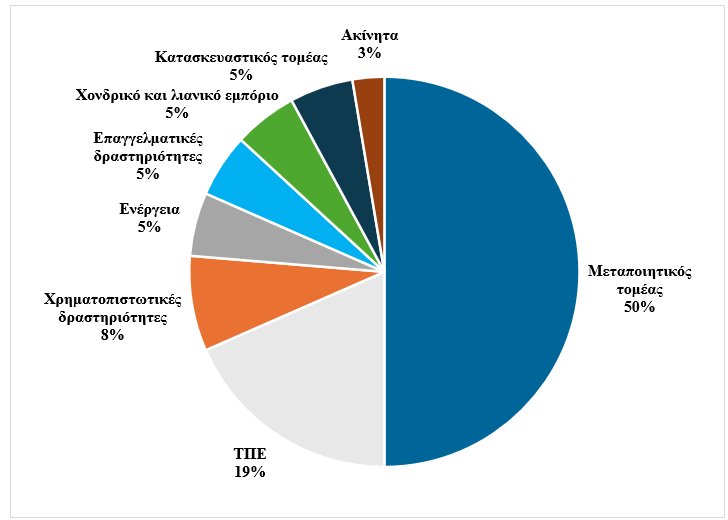 Ακίνητα
3%
Κατασκευαστικός τομέας
5%
Χονδρικό και λιανικό εμπόριο
5%
Επαγγελματικές
δραστηριότητες
5%
Ενέργεια
5%
Χρηματοπιστωτικές
δραστηριότητες
8%
ΤΠΕ
19%
Μεταποιητικός
τομέας
50%